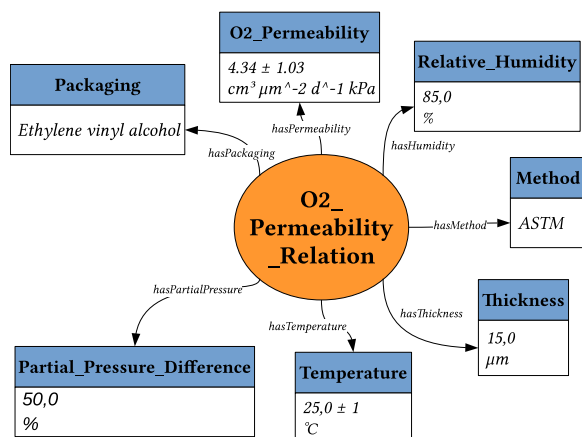 O2_Permeability
4.34 ± 1.03
cm³ µm^-2 d^-1 kPa
Relative_Humidity
85,0
%
Packaging
Ethylene vinyl alcohol
hasPermeability
hasPackaging
hasHumidity
Method
ASTM
O2_
Permeability
_Relation
hasMethod
hasPartialPressure
hasTemperature
hasThickness
Thickness
15,0
µm
Partial_Pressure_Difference
50,0
%
Temperature
25,0 ± 1
°C